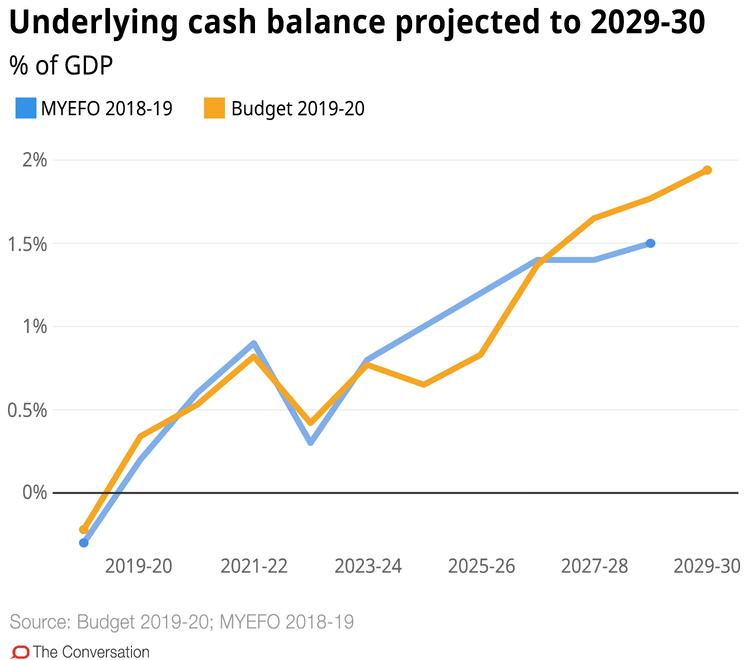 Underlying cash balance projected to 2029-30
% of GDP
MYEFO 2018-19 Budget 2019-20
2%
1.5%
1%
0.5%
0%
2019-20 2021-22 2023-24 2025-26 2027-28 2029-30
Source: Budget 2019-20; MYEFO 2018-19
The Conversation